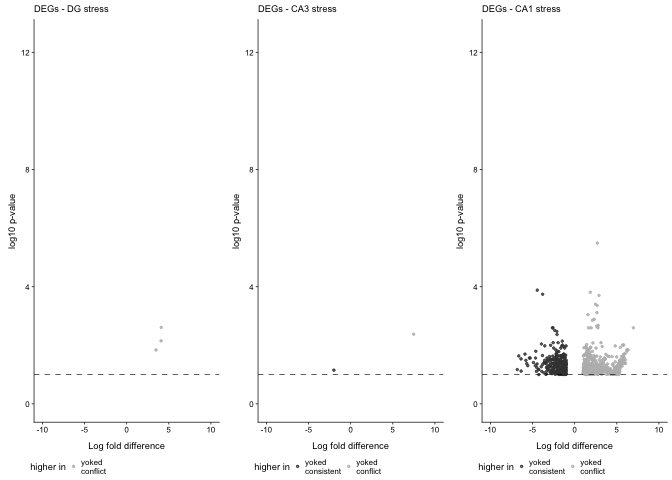 DEGs - DG stress
12
8
4
0
log10 p-value
-10 -5 0 5 10
Log fold difference
higher in yoked
conflict
DEGs - CA3 stress
12
8
4
0
log10 p-value
-10 -5 0 5 10
Log fold difference
higher in yoked yoked
consistent conflict
DEGs - CA1 stress
12
8
4
0
log10 p-value
-10 -5 0 5 10
Log fold difference
higher in yoked yoked
consistent conflict